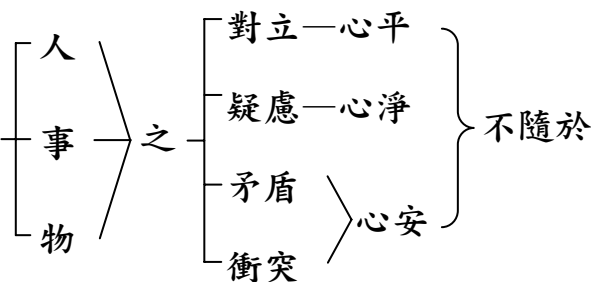 人
事
物
之
對立—心平
疑慮—心淨
矛盾
衝突
心安
不隨於